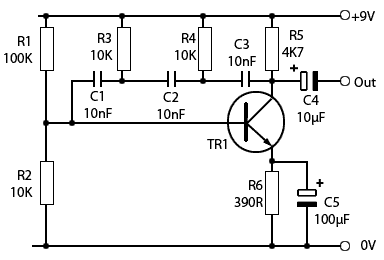 +9V
R1
100K
R3
10K
R4
10K
C3
10nF
R5
4K7
+
Out
C1
10nF
C2
10nF
C4
10µF
TR1
R2
10K
R6
390R
+
C5
100µF
0V